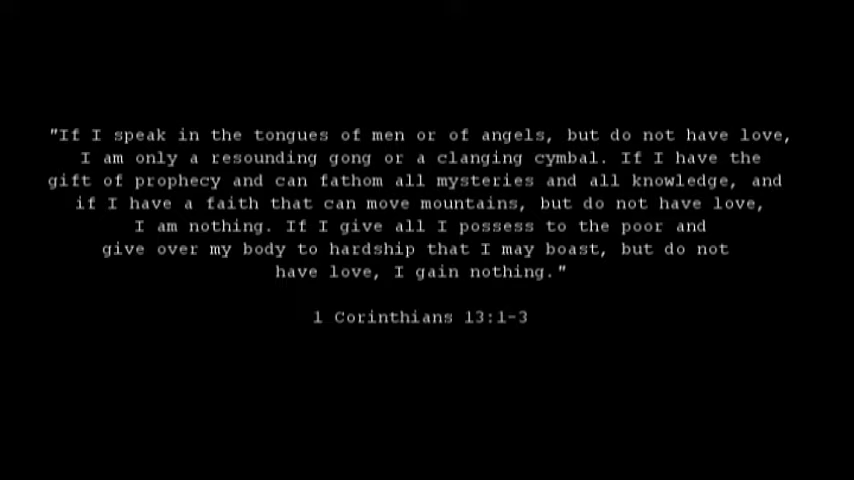 "If I speak in the tongues of men or of angels, but do not have love,
I am only a resounding gong or a clanging cymbal. If I have the
gift of prophecy and can fathom all mysteries and all knowledge, and
if I have a faith that can move mountains, but do not have love,
I am nothing. If I give all I possess to the poor and
give over my body to hardship that I may boast, but do not
have love, I gain nothing."
1 Corinthians 13:1-3